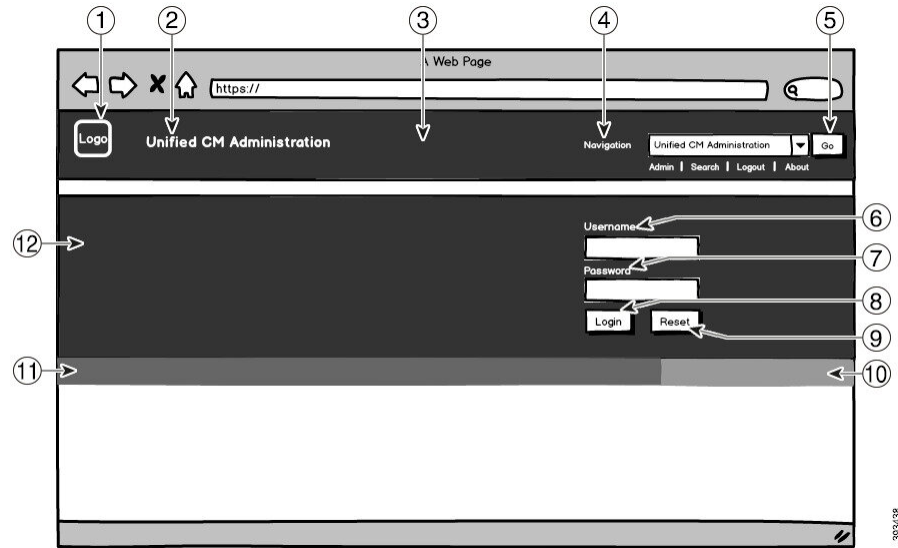 1 2 3 4 5
A Web Page
https://
Logo
Unified CM Administration
Navigation
Unified CM Administration
Go
Admin | Search | Logout | About
Username
6
12
7
Password
8
Login Reset
9
11
10
393438